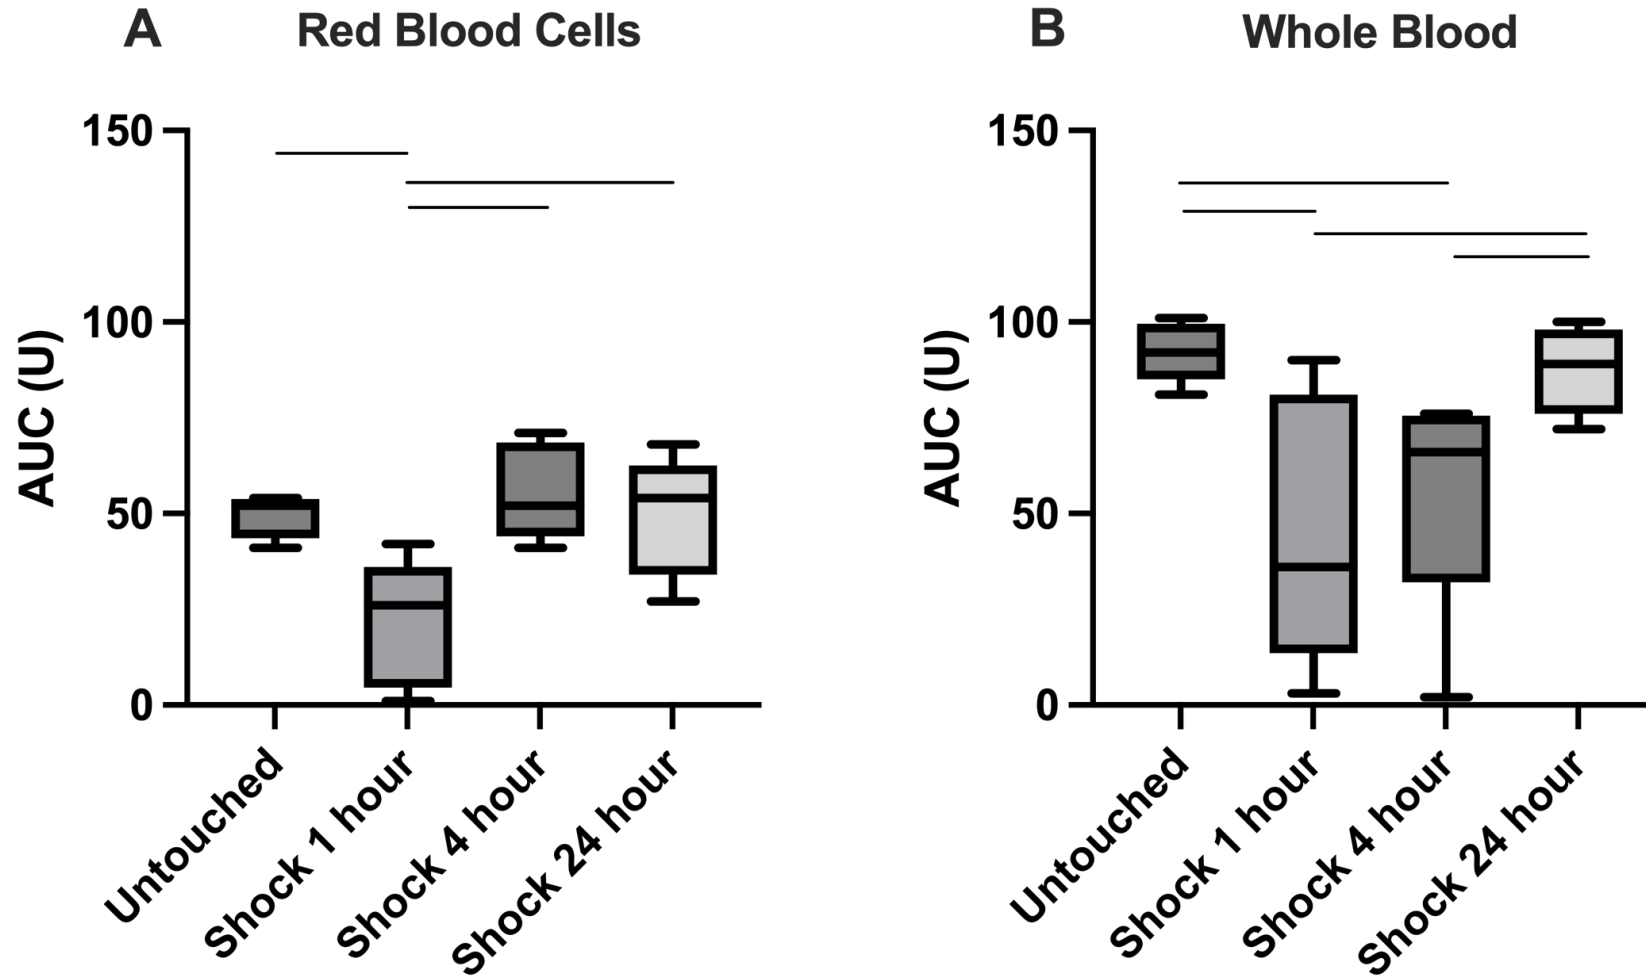 A Red Blood Cells
150
100
50
0
AUC (U)
Untouched
Shock 1 hour
Shock 4 hour
Shock 24 hour
B Whole Blood
150
100
50
0
AUC (U)
Untouched
Shock 1 hour
Shock 4 hour
Shock 24 hour